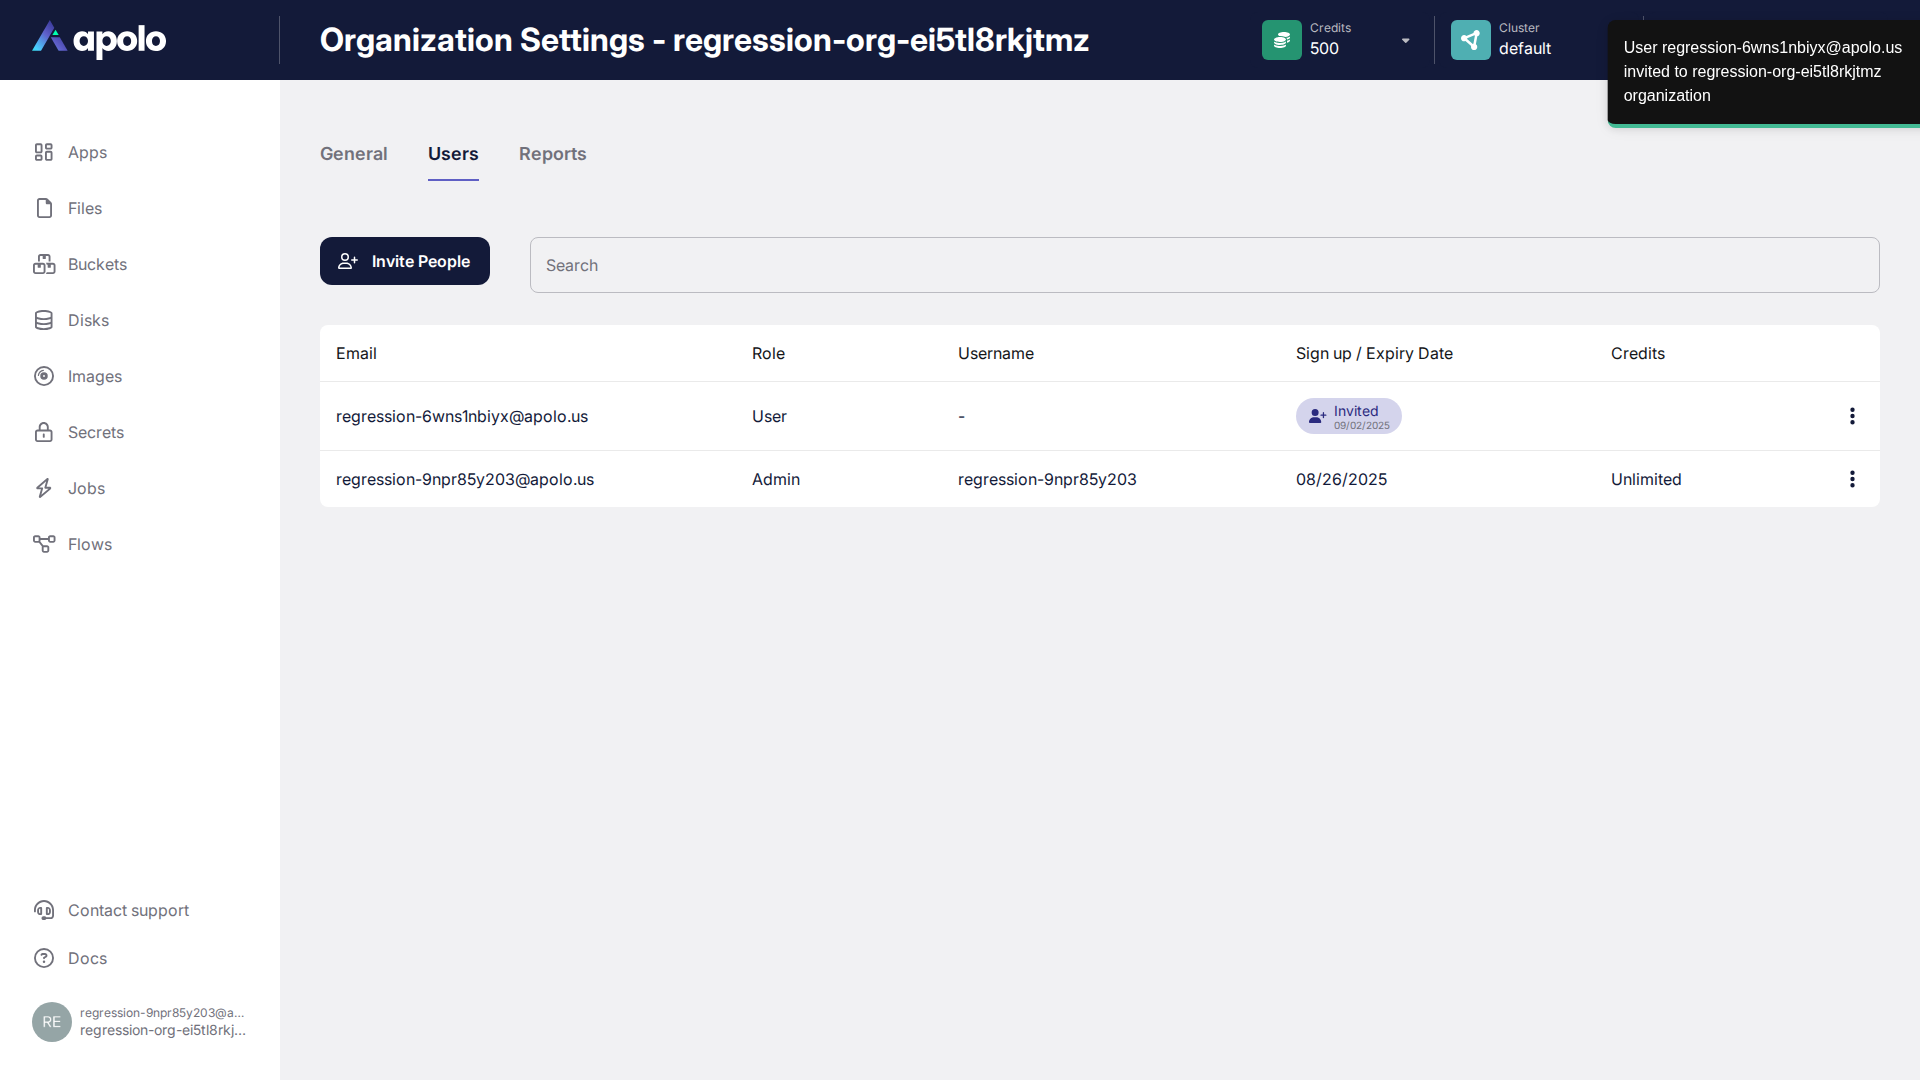 apolo
Organization Settings - regression-org-ei5tl8rkjtmz
Credits
500
Cluster
default
User regression-6wns1nbiyx@apolo.us
invited to regression-org-ei5tl8rkjtmz
organization
Apps
Files
Buckets
Disks
Images
Secrets
Jobs
Flows
General
Users
Reports
Invite People
Search
Email Role Username Sign up / Expiry Date Credits
regression-6wns1nbiyx@apolo.us User - Invited
09/02/2025
regression-9npr85y203@apolo.us Admin regression-9npr85y203 08/26/2025 Unlimited
Contact support
Docs
RE
regression-9npr85y203@a...
regression-org-ei5tl8rkj...